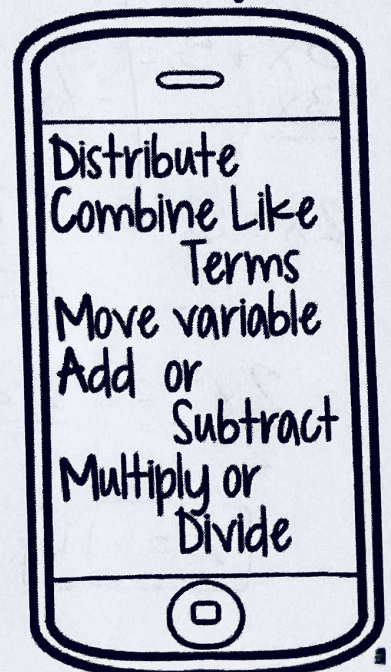 Distribute
Combine Like
Terms
Move variable
Add or
Subtract
Multiply or
Divide